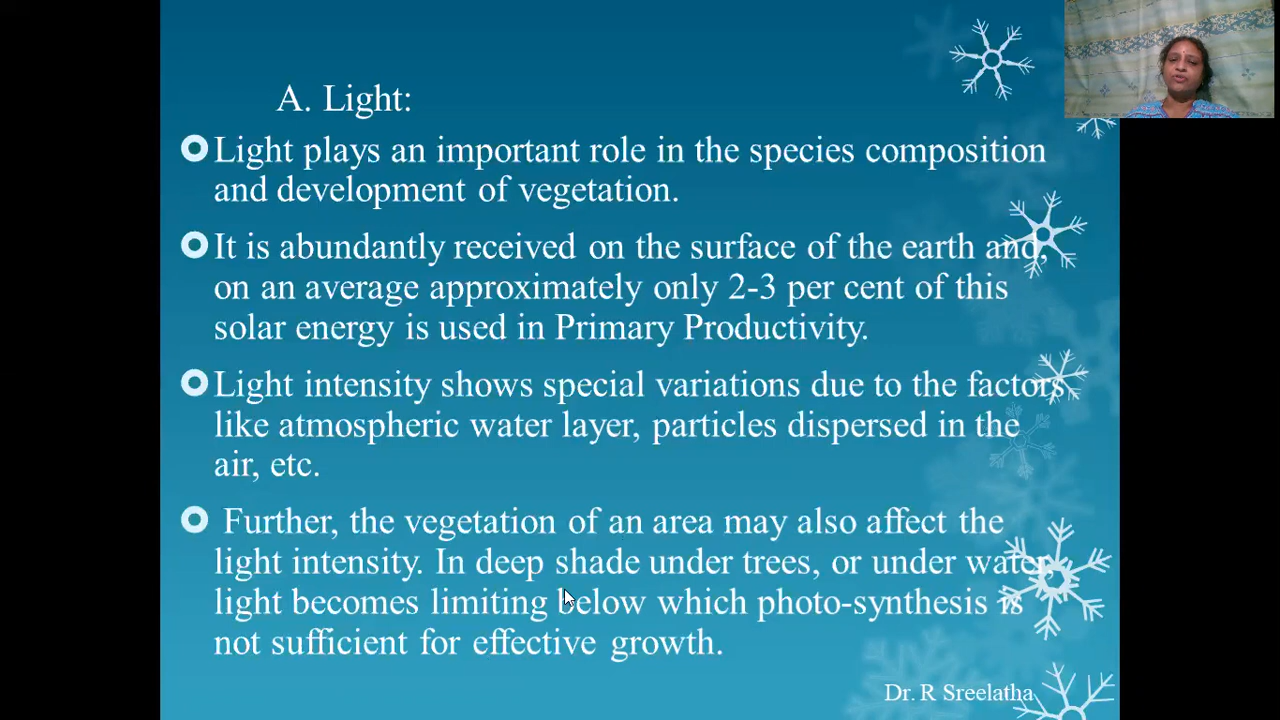 A. Light:
Light plays an important role in the species composition
and development of vegetation.
It is abundantly received on the surface of the earth and,
on an average approximately only 2-3 per cent of this
solar energy is used in Primary Productivity.
Light intensity shows special variations due to the factors
like atmospheric water layer, particles dispersed in the
air, etc.
Further, the vegetation of an area may also affect the
light intensity. In deep shade under trees, or under water,
light becomes limiting below which photo-synthesis is
not sufficient for effective growth.
Dr. R Sreelatha